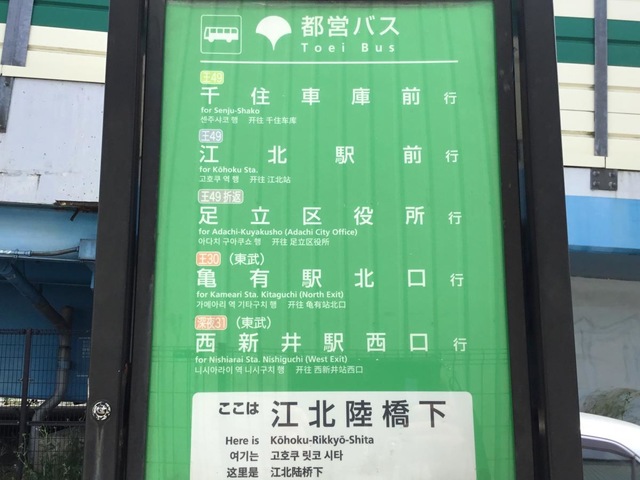 都営バス
Toei Bus
王49
千住車庫前 行
for Senju-Shako
센주샤코 행 开往 千住车库
王49
江北駅前 行
for Kōhoku Sta.
고호쿠 역 행 开往 江北站
王49 折返
足立区役所 行
for Adachi-Kuyakusho (Adachi City Office)
아다치 구야쿠쇼 행 开往 足立区役所
王30 (東武)
亀有駅北口 行
for Kameari Sta. Kitaguchi (North Exit)
가메아리 역 기타구치 행 开往 亀有站北口
深夜31 (東武)
西新井駅西口 行
for Nishiarai Sta. Nishiguchi (West Exit)
니시아라이 역 니시구치 행 开往 西新井站西口
ここは 江北陸橋下
Here is Kōhoku-Rikkyō-Shita
여기는 고호쿠 릿쿄 시타
这里是 江北陆桥下